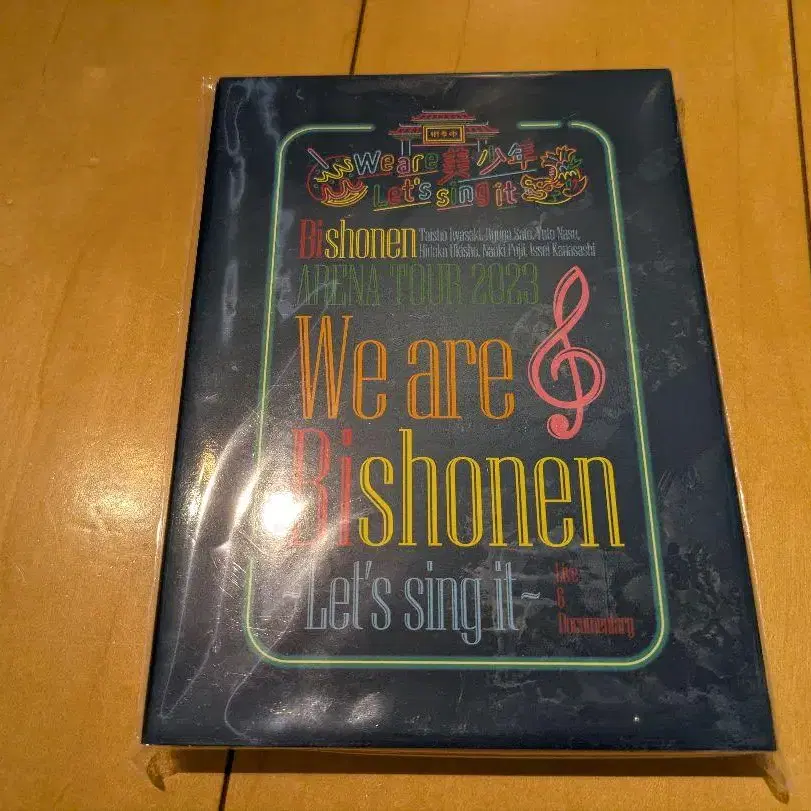 We are 美 少年
Let's sing it
Bishonen Taisho Iwasaki, Ryuga Sato, Yuto Nasu,
Hidaka Ukisho, Naoki Fujii, Issei Kanasashi
ARENA TOUR 2023
We are
Bishonen
~Let's sing it~
Live
&
Documentary